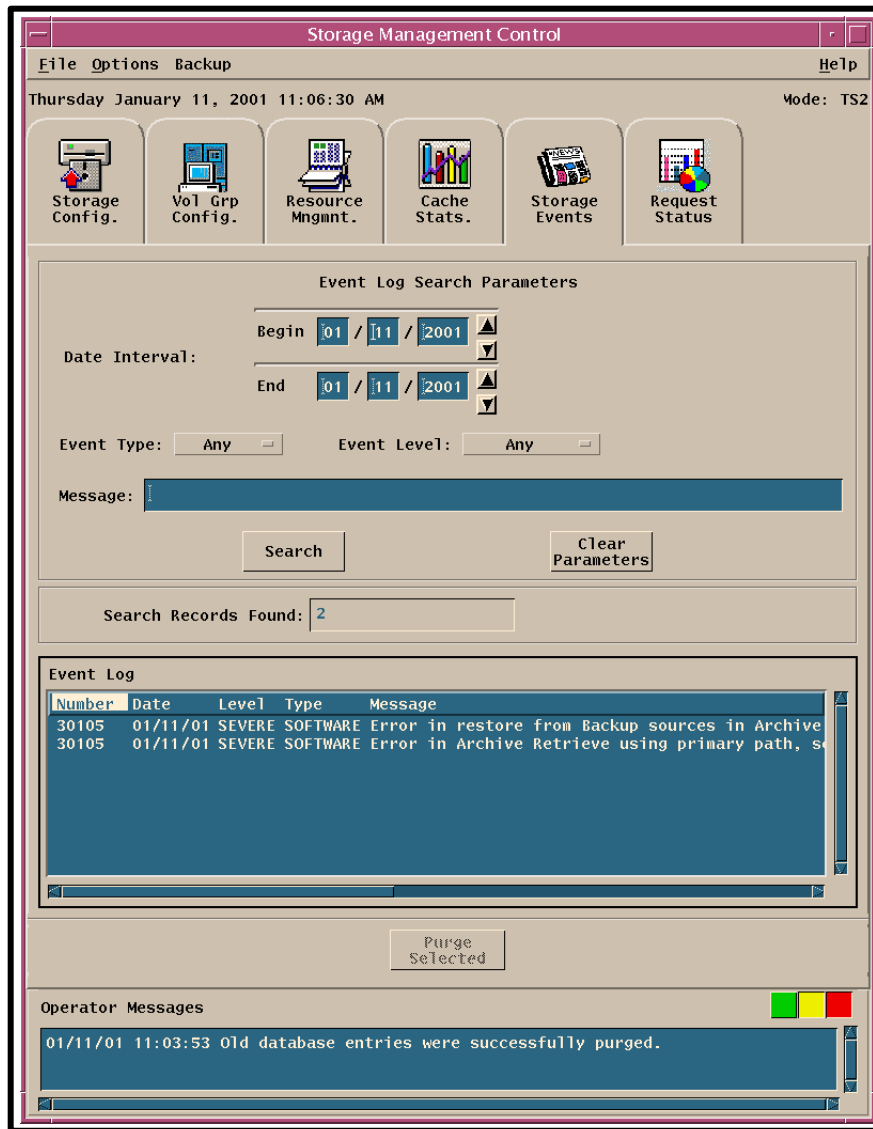 Storage Management Control
File Options Backup Help
Thursday January 11, 2001 11:06:30 AM Mode: TS2
Storage Config.
Vol Grp Config.
Resource Mngmnt.
Cache Stats.
NEWS
Storage Events
Request Status
Event Log Search Parameters
Date Interval:
Begin 01 / 11 / 2001
End 01 / 11 / 2001
Event Type: Any Event Level: Any
Message:
Search
Clear Parameters
Search Records Found: 2
Event Log
Number Date Level Type Message
30105 01/11/01 SEVERE SOFTWARE Error in restore from Backup sources in Archive
30105 01/11/01 SEVERE SOFTWARE Error in Archive Retrieve using primary path,
Purge Selected
Operator Messages
01/11/01 11:03:53 Old database entries were successfully purged.